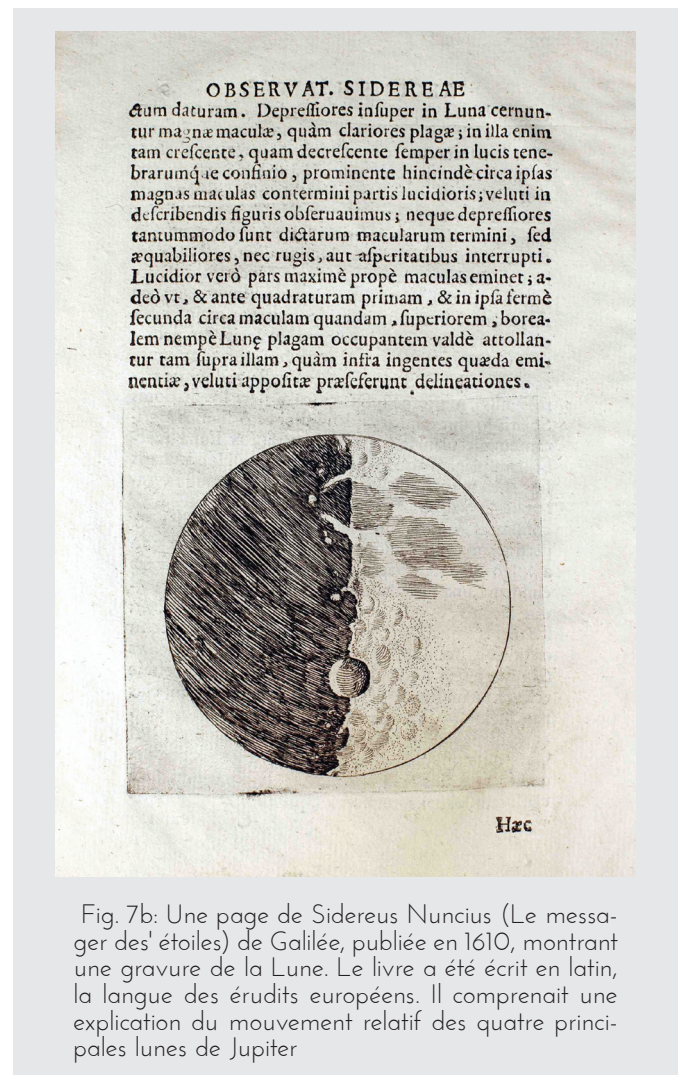 OBSERVAT. SIDEREAE
ctum daturam. Depreſſiores inſuper in Luna cernun-
tur magnæ maculæ, quàm clariores plagæ; in illa enim
tam creſcente, quam decreſcente ſemper in lucis tene-
brarumque confinio, prominente hincindè circa ipſas
magnas maculas contermini partis lucidioris; veluti in
deſcribendis figuris obſeruauimus; neque depreſſiores
tantummodo ſunt dictarum macularum termini, ſed
æquabiliores, nec rugis, aut aſperitatibus interrupti.
Lucidior verò pars maximè propè maculas eminet; a-
deò vt, & ante quadraturam primam, & in ipſa fermè
ſecunda circa maculam quandam, ſuperiorem, borea-
lem nempè Lunę plagam occupantem valdè attollan-
tur tam ſupra illam, quàm infra ingentes quæda emi-
nentiæ, veluti appoſitæ præſeferunt delineationes.
Hæc
Fig. 7b: Une page de Sidereus Nuncius (Le messa-
ger des' étoiles) de Galilée, publiée en 1610, montrant
une gravure de la Lune. Le livre a été écrit en latin,
la langue des érudits européens. Il comprenait une
explication du mouvement relatif des quatre princi-
pales lunes de Jupiter